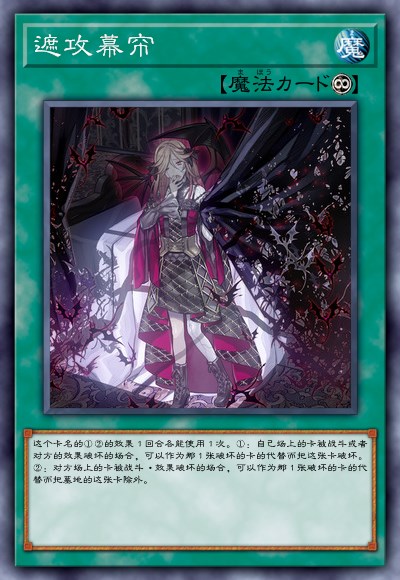 遮攻幕帘
魔
【魔法カード】
ま ほう
这个卡名的①②的效果1回合各能使用1次。①：自己场上的卡被战斗或者
对方的效果破坏的场合，可以作为那1张破坏的卡的代替而把这张卡破坏。
②：对方场上的卡被战斗·效果破坏的场合，可以作为那1张破坏的卡的代
替而把墓地的这张卡除外。